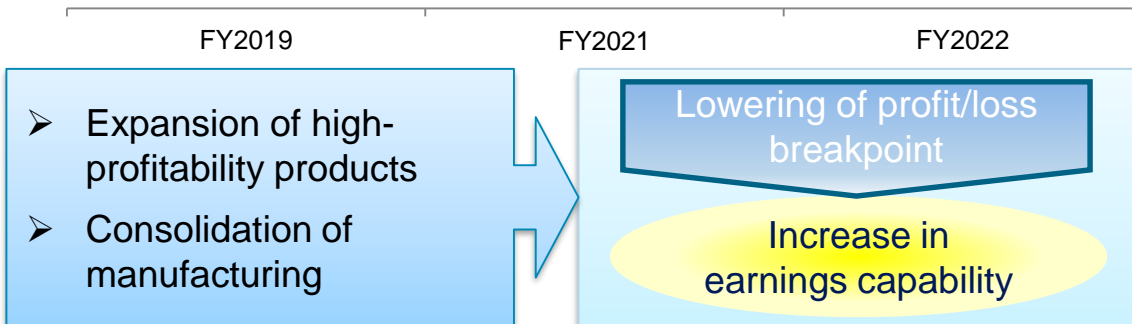 FY2019 FY2021 FY2022
➢ Expansion of high-
profitability products
➢ Consolidation of
manufacturing
Lowering of profit/loss
breakpoint
Increase in
earnings capability